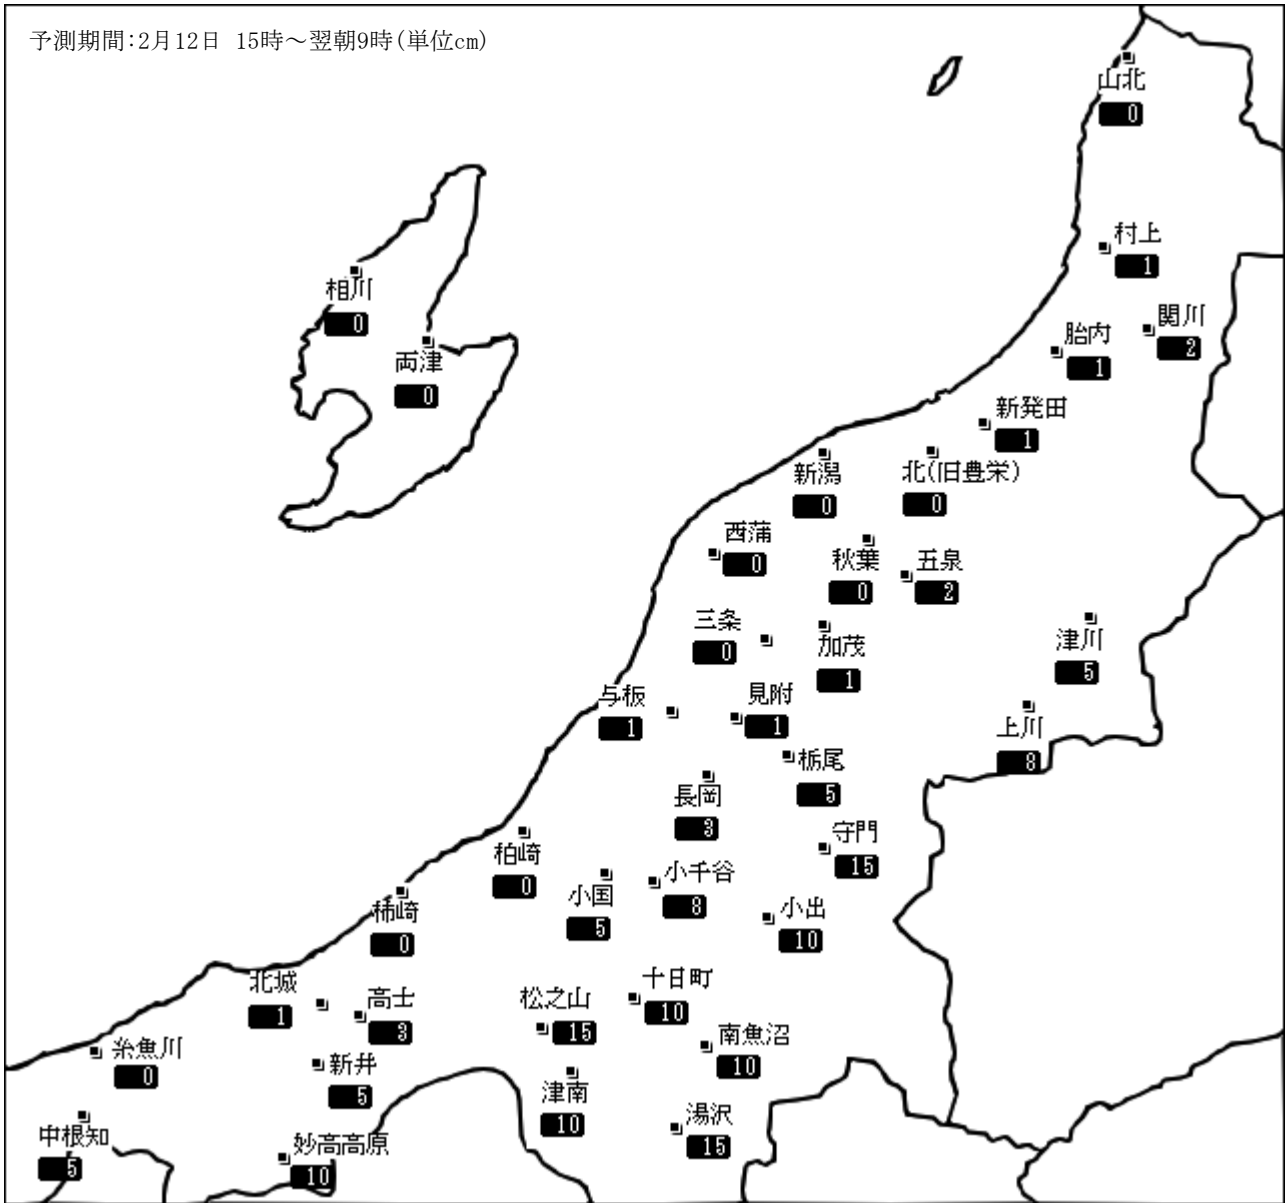 予測期間:2月12日 15時～翌朝9時(単位cm)
山北
0
村上
1
相川
0
関川
2
胎内
1
両津
0
新発田
1
新潟
0
北(旧豊栄)
0
西蒲
0
秋葉
0
五泉
2
三条
0
加茂
1
津川
5
与板
1
見附
1
上川
8
栃尾
5
長岡
3
守門
15
柏崎
0
小国
5
小千谷
8
小出
10
柿崎
0
北城
1
高士
3
松之山
15
十日町
10
南魚沼
10
糸魚川
0
新井
5
津南
10
湯沢
15
中根知
5
妙高高原
10